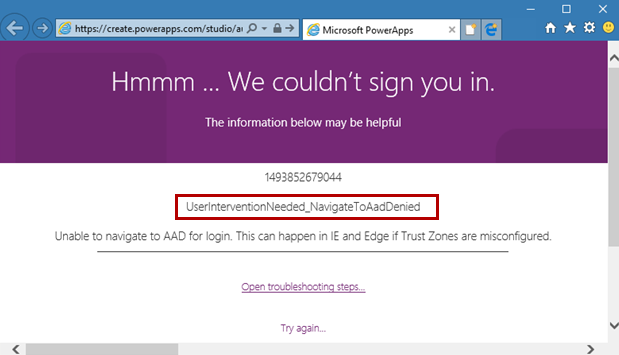 https://create.powerapps.com/studio/au
Microsoft PowerApps
Hmmm ... We couldn't sign you in.
The information below may be helpful
1493852679044
UserInterventionNeeded_NavigateToAadDenied
Unable to navigate to AAD for login. This can happen in IE and Edge if Trust Zones are misconfigured.
Open troubleshooting steps...
Try again...